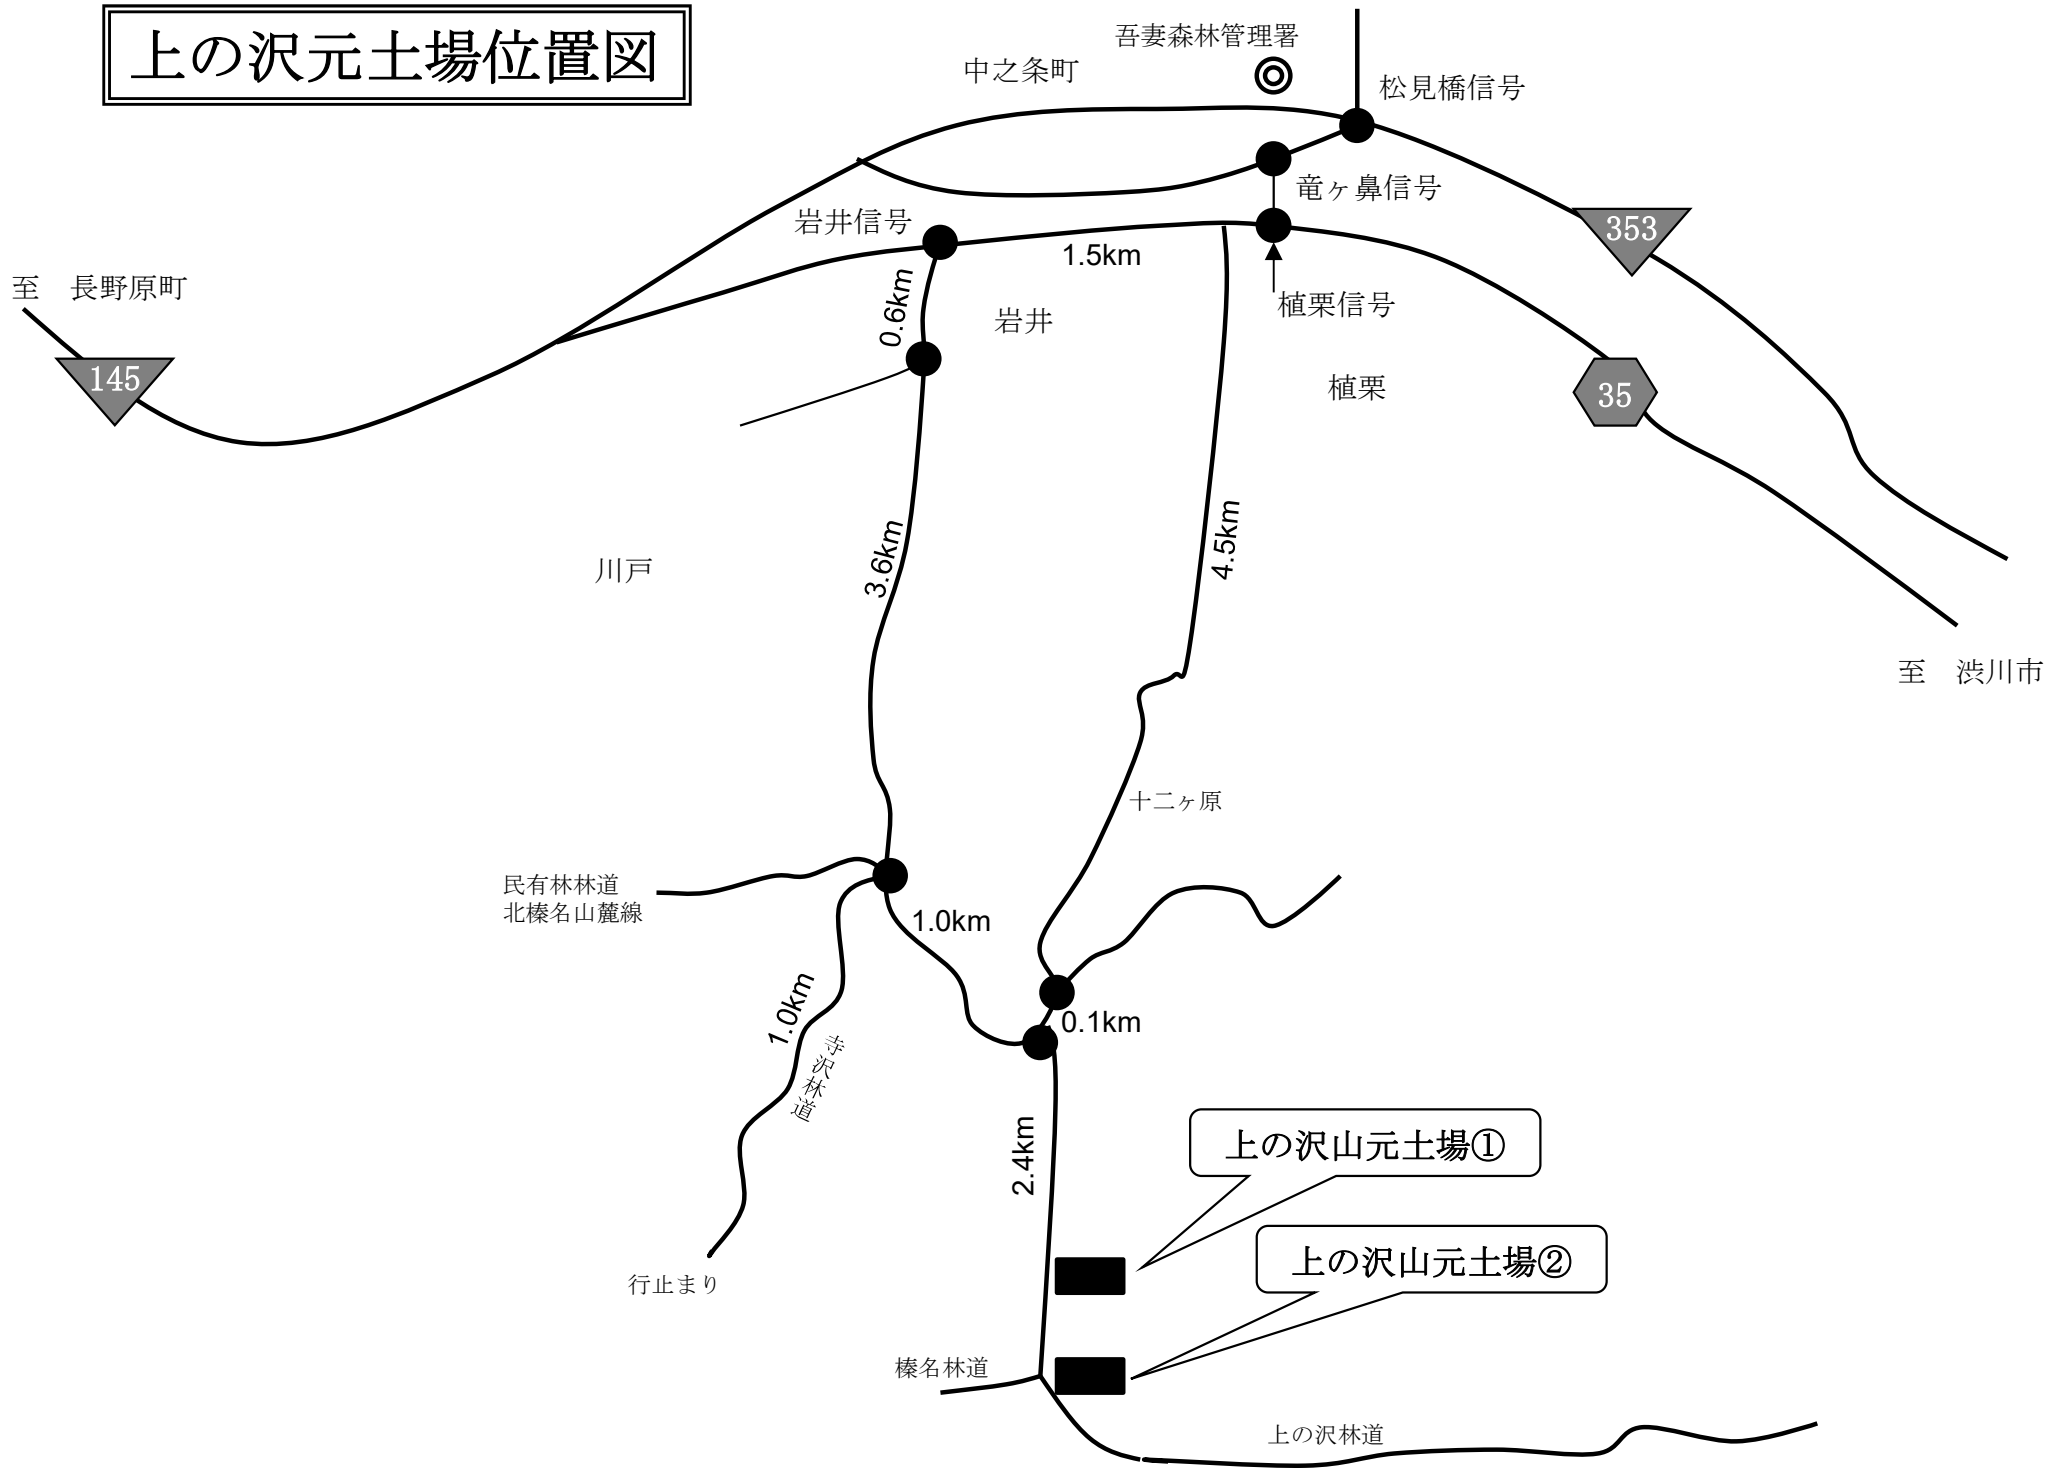 上の沢元土場位置図
吾妻森林管理署
中之条町
松見橋信号
竜ヶ鼻信号
岩井信号
353
1.5km
至　長野原町
0.6km
植栗信号
岩井
145
植栗
35
4.5km
3.6km
川戸
至　渋川市
十二ヶ原
民有林林道
北榛名山麓線
1.0km
1.0km
0.1km
寺沢林道
2.4km
上の沢山元土場①
上の沢山元土場②
行止まり
榛名林道
上の沢林道